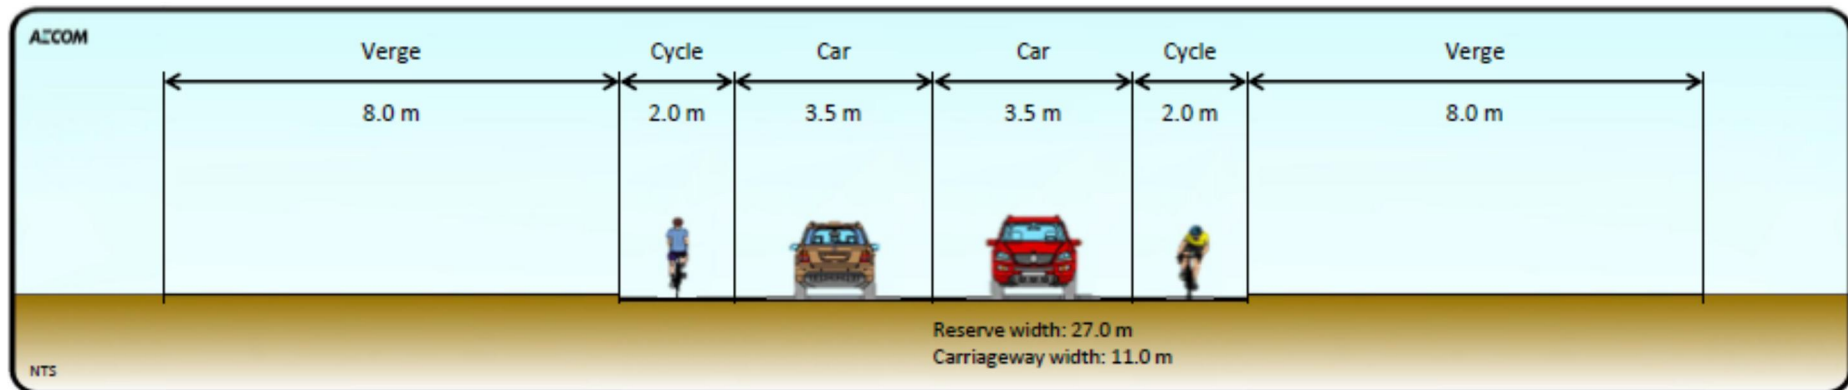 AECOM
Verge Cycle Car Car Cycle Verge
8.0 m 2.0 m 3.5 m 3.5 m 2.0 m 8.0 m
Reserve width: 27.0 m
Carriageway width: 11.0 m
NTS